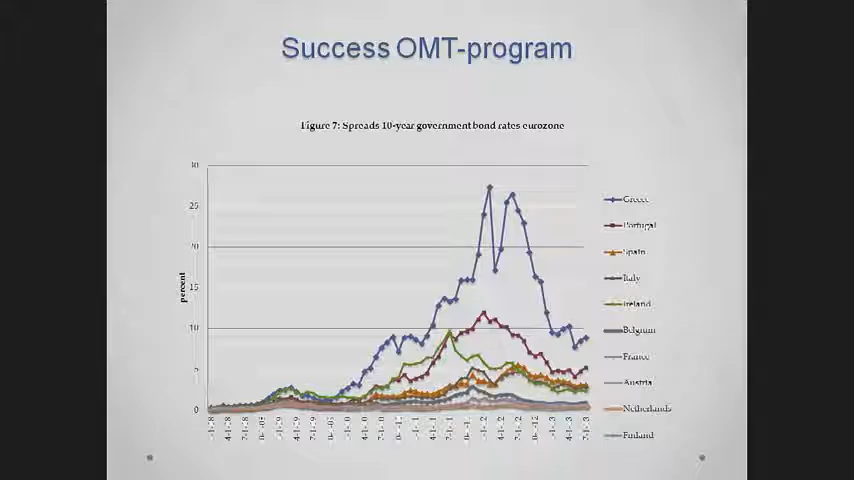 Success OMT-program
Figure 7: Spreads 10-year government bond rates eurozone
30
25
20
15
10
5
0
percent
Greece
Portugal
Spain
Italy
Ireland
Belgium
France
Austria
Netherlands
Finland